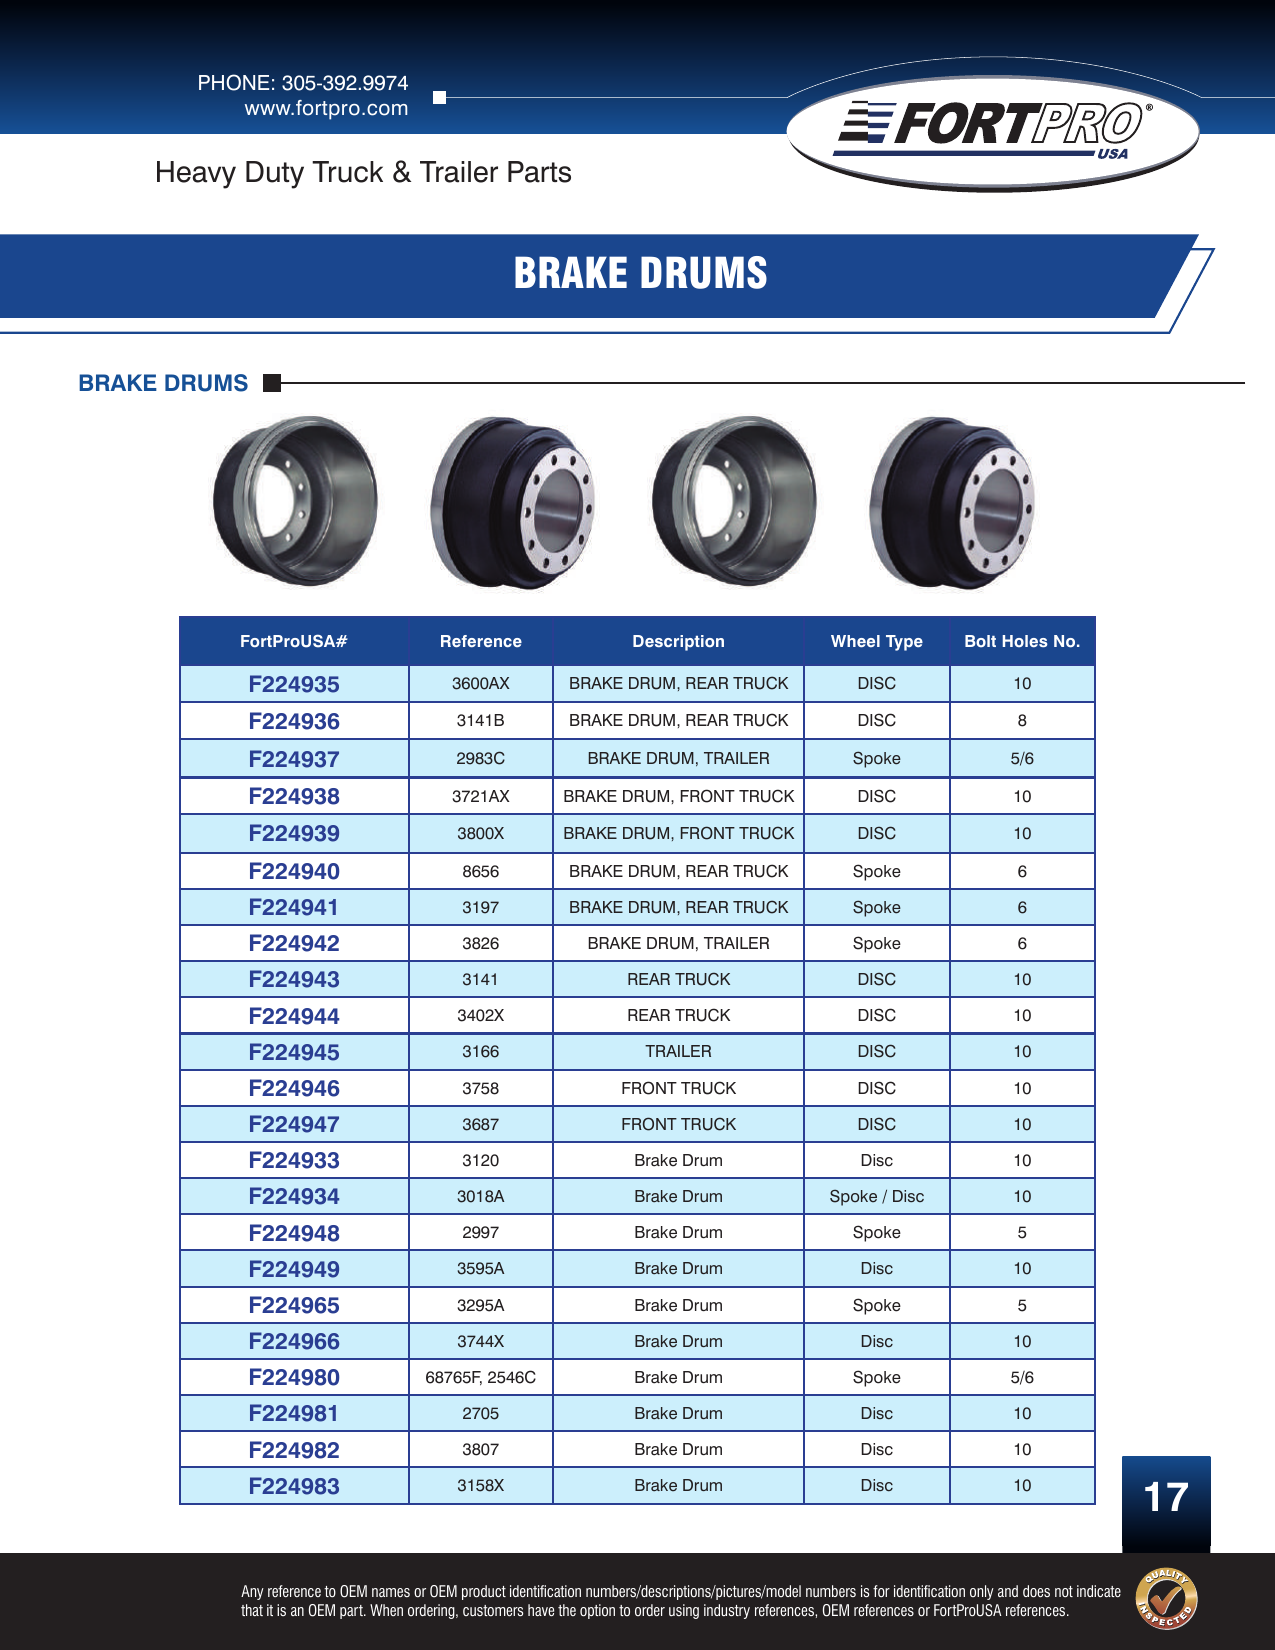 PHONE: 305-392.9974
www.fortpro.com
FORTPRO®
USA
Heavy Duty Truck & Trailer Parts
BRAKE DRUMS
BRAKE DRUMS
FortProUSA# Reference Description Wheel Type Bolt Holes No.
F224935 3600AX BRAKE DRUM, REAR TRUCK DISC 10
F224936 3141B BRAKE DRUM, REAR TRUCK DISC 8
F224937 2983C BRAKE DRUM, TRAILER Spoke 5/6
F224938 3721AX BRAKE DRUM, FRONT TRUCK DISC 10
F224939 3800X BRAKE DRUM, FRONT TRUCK DISC 10
F224940 8656 BRAKE DRUM, REAR TRUCK Spoke 6
F224941 3197 BRAKE DRUM, REAR TRUCK Spoke 6
F224942 3826 BRAKE DRUM, TRAILER Spoke 6
F224943 3141 REAR TRUCK DISC 10
F224944 3402X REAR TRUCK DISC 10
F224945 3166 TRAILER DISC 10
F224946 3758 FRONT TRUCK DISC 10
F224947 3687 FRONT TRUCK DISC 10
F224933 3120 Brake Drum Disc 10
F224934 3018A Brake Drum Spoke / Disc 10
F224948 2997 Brake Drum Spoke 5
F224949 3595A Brake Drum Disc 10
F224965 3295A Brake Drum Spoke 5
F224966 3744X Brake Drum Disc 10
F224980 68765F, 2546C Brake Drum Spoke 5/6
F224981 2705 Brake Drum Disc 10
F224982 3807 Brake Drum Disc 10
F224983 3158X Brake Drum Disc 10
17
Any reference to OEM names or OEM product identification numbers/descriptions/pictures/model numbers is for identification only and does not indicate
that it is an OEM part. When ordering, customers have the option to order using industry references, OEM references or FortProUSA references.
QUALITY
INSPECTED